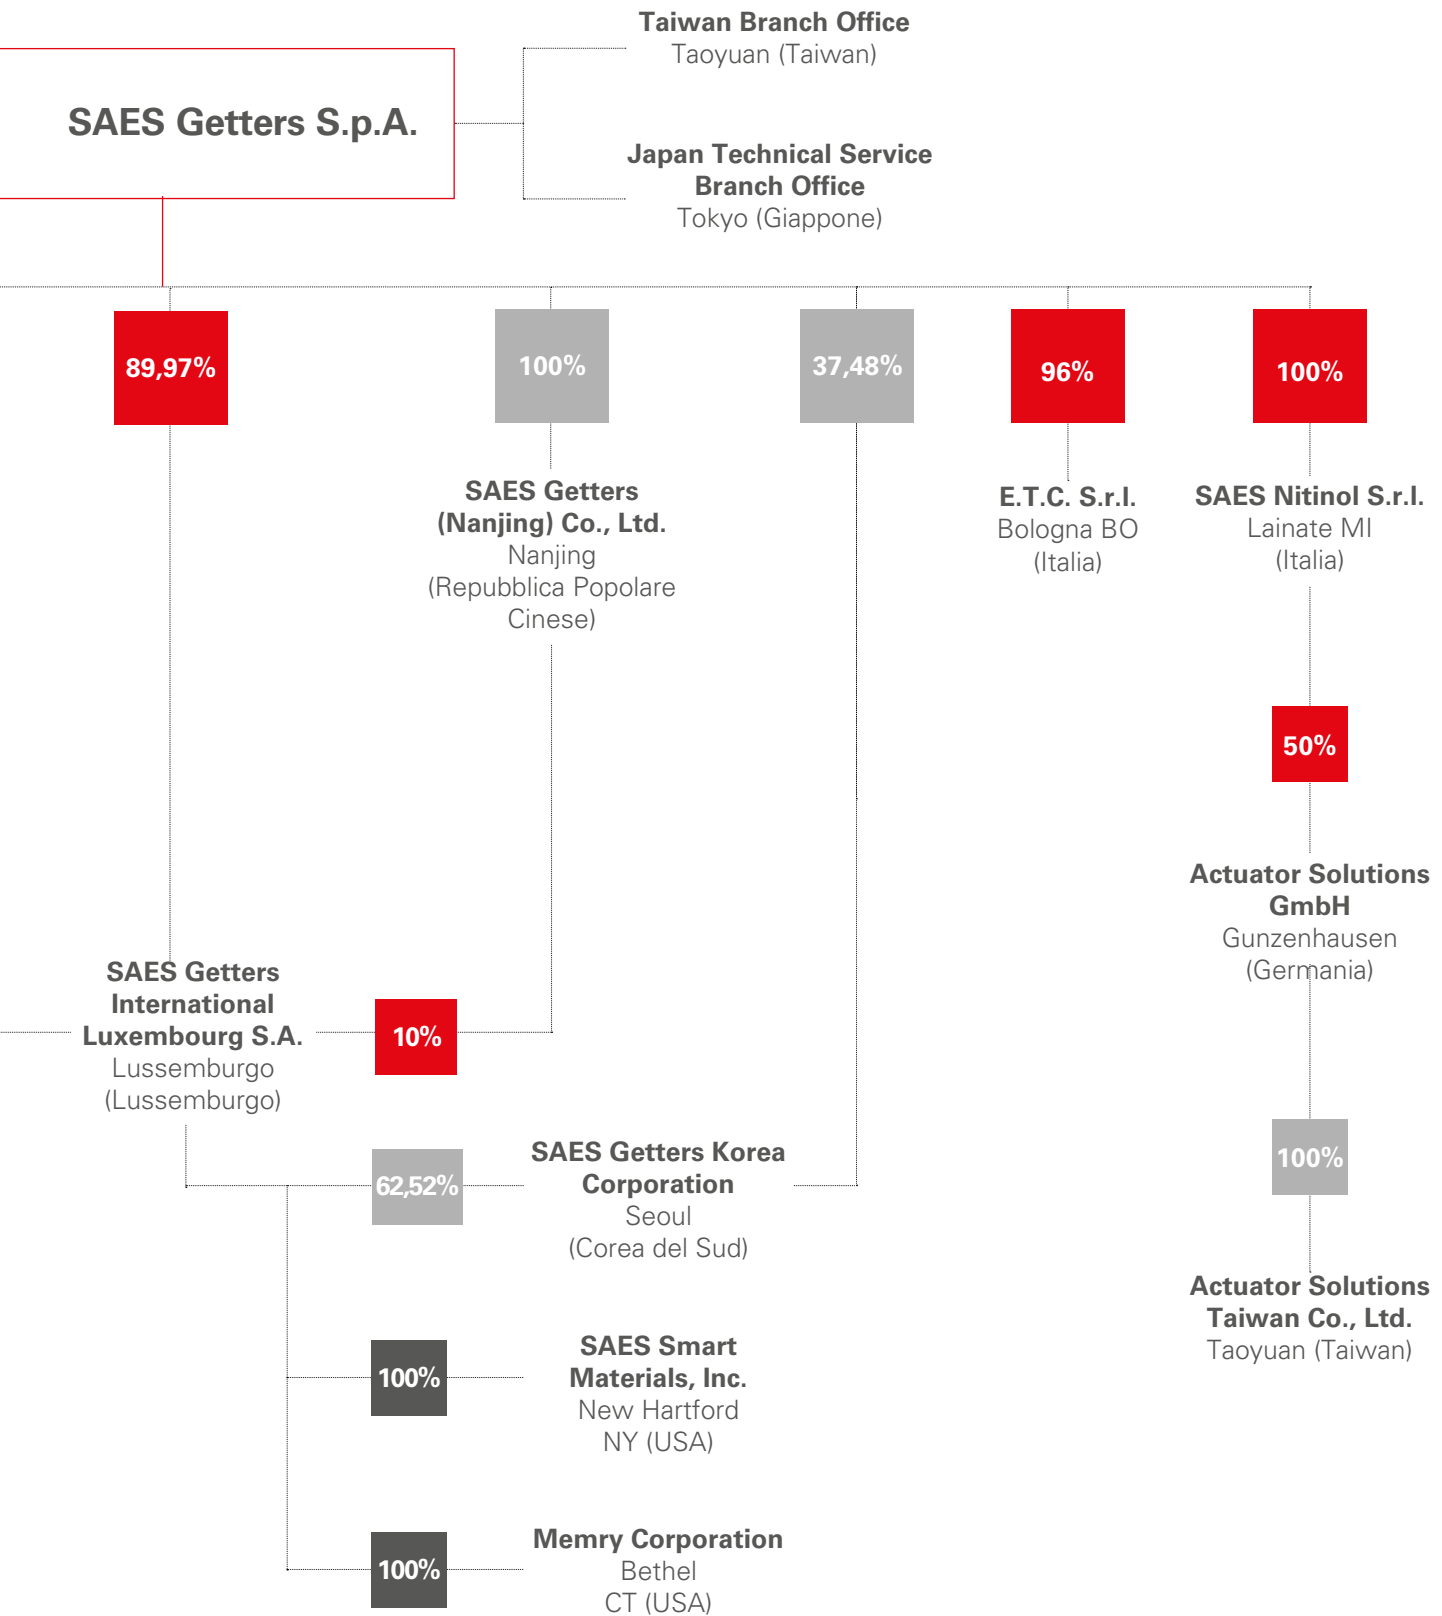 Taiwan Branch Office
Taoyuan (Taiwan)
SAES Getters S.p.A.
Japan Technical Service
Branch Office
Tokyo (Giappone)
89,97%
100%
37,48%
96%
100%
SAES Getters
(Nanjing) Co., Ltd.
Nanjing
(Repubblica Popolare
Cinese)
E.T.C. S.r.l.
Bologna BO
(Italia)
SAES Nitinol S.r.l.
Lainate MI
(Italia)
50%
Actuator Solutions
GmbH
Gunzenhausen
(Germania)
SAES Getters
International
Luxembourg S.A.
Lussemburgo
(Lussemburgo)
10%
62,52%
SAES Getters Korea
Corporation
Seoul
(Corea del Sud)
100%
Actuator Solutions
Taiwan Co., Ltd.
Taoyuan (Taiwan)
100%
SAES Smart
Materials, Inc.
New Hartford
NY (USA)
100%
Memry Corporation
Bethel
CT (USA)